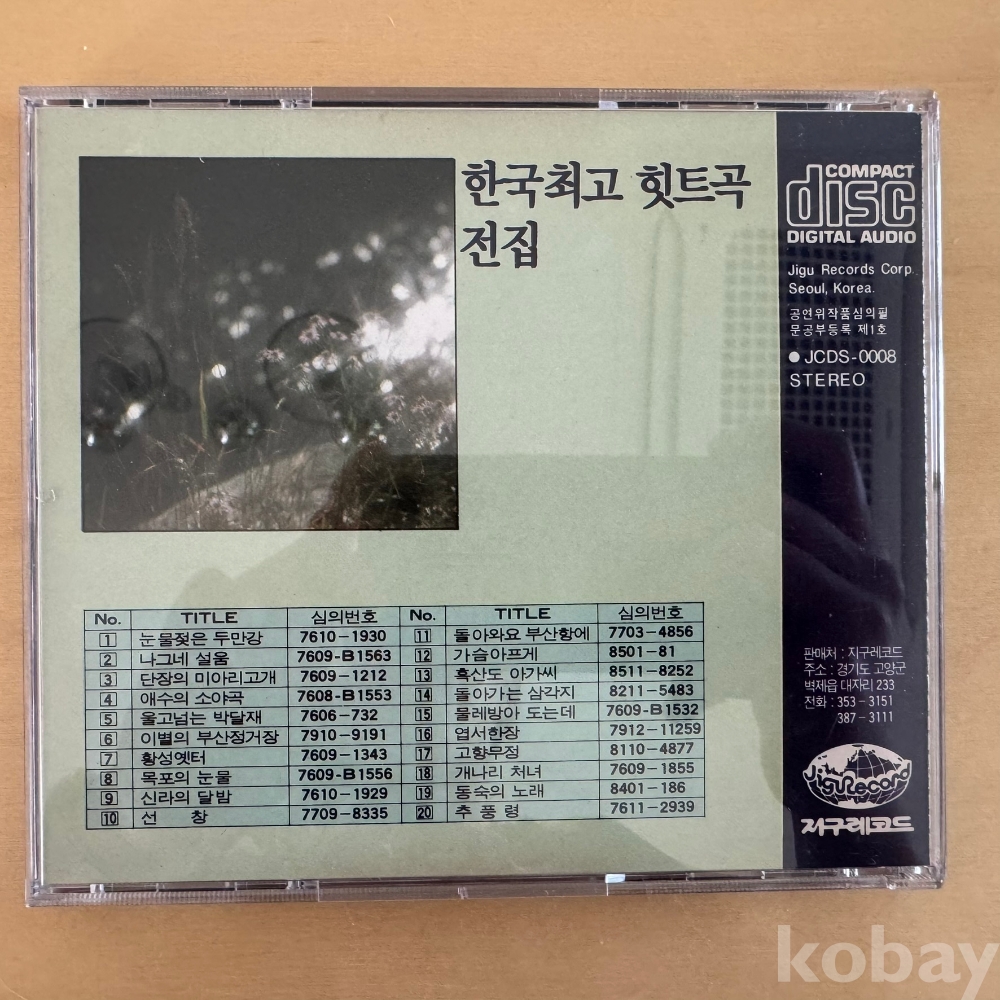 한국최고 힛트곡
전집
COMPACT
disc
DIGITAL AUDIO
Jigu Records Corp.
Seoul, Korea.
공연위작품심의필
문공부등록 제1호
● JCDS-0008
STEREO
No. TITLE 심의번호 No. TITLE 심의번호
1 눈물젖은 두만강 7610-1930 11 돌아와요 부산항에 7703-4856
2 나그네 설움 7609-B1563 12 가슴아프게 8501-81
3 단장의 미아리고개 7609-1212 13 흑산도 아가씨 8511-8252
4 애수의 소야곡 7608-B1553 14 돌아가는 삼각지 8211-5483
5 울고넘는 박달재 7606-732 15 물레방아 도는데 7609-B1532
6 이별의 부산정거장 7910-9191 16 엽서한장 7912-11259
7 황성옛터 7609-1343 17 고향무정 8110-4877
8 목포의 눈물 7609-B1556 18 개나리 처녀 7609-1855
9 신라의 달밤 7610-1929 19 동숙의 노래 8401-186
10 선 창 7709-8335 20 추풍령 7611-2939
판매처 : 지구레코드
주소 : 경기도 고양군
벽제읍 대자리 233
전화 : 353-3151
387-3111
Jigu Record
지구레코드
kobay